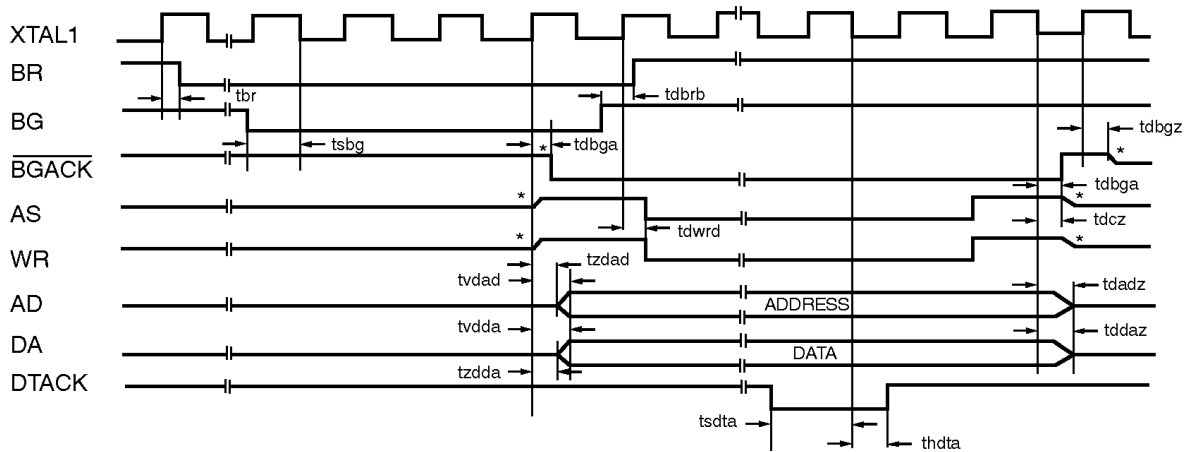 XTAL1
BR
tbr
tdbrb
BG
tsbg
* tdbga
tdbgz
*
BGACK
tdbga
AS
*
*
tdwrd
tdcz
WR
*
*
tzdad
tvdad
AD
ADDRESS
tdadz
tvdda
tddaz
DA
DATA
tzdda
DTACK
tsdta
thdta